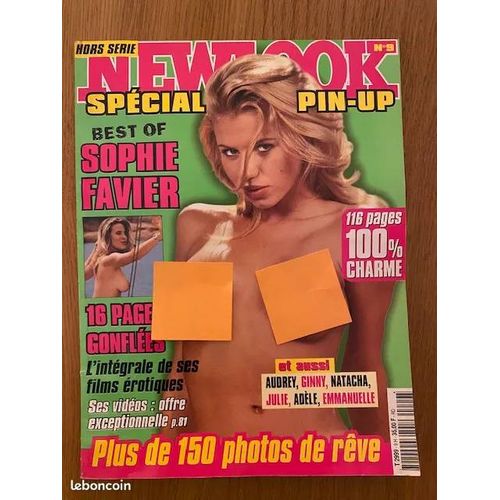 HORS SERIE
NEWLOOK
N°9
SPÉCIAL PIN-UP
BEST OF
SOPHIE
FAVIER
116 pages
100%
CHARME
16 PAGE
GONFLÉES
L'intégrale de ses
films érotiques
Ses vidéos : offre
exceptionnelle p.81
et aussi
AUDREY, GINNY, NATACHA,
JULIE, ADÈLE, EMMANUELLE
Plus de 150 photos de rêve
leboncoin